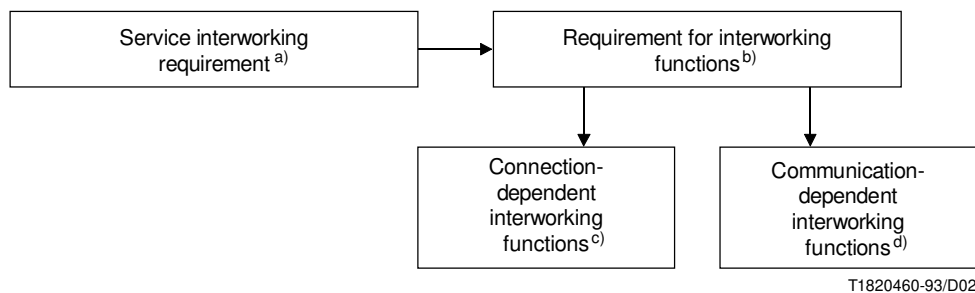 Service interworking
requirement a)
Requirement for interworking
functions b)
Connection-
dependent
interworking
functions c)
Communication-
dependent
interworking
functions d)
T1820460-93/D02